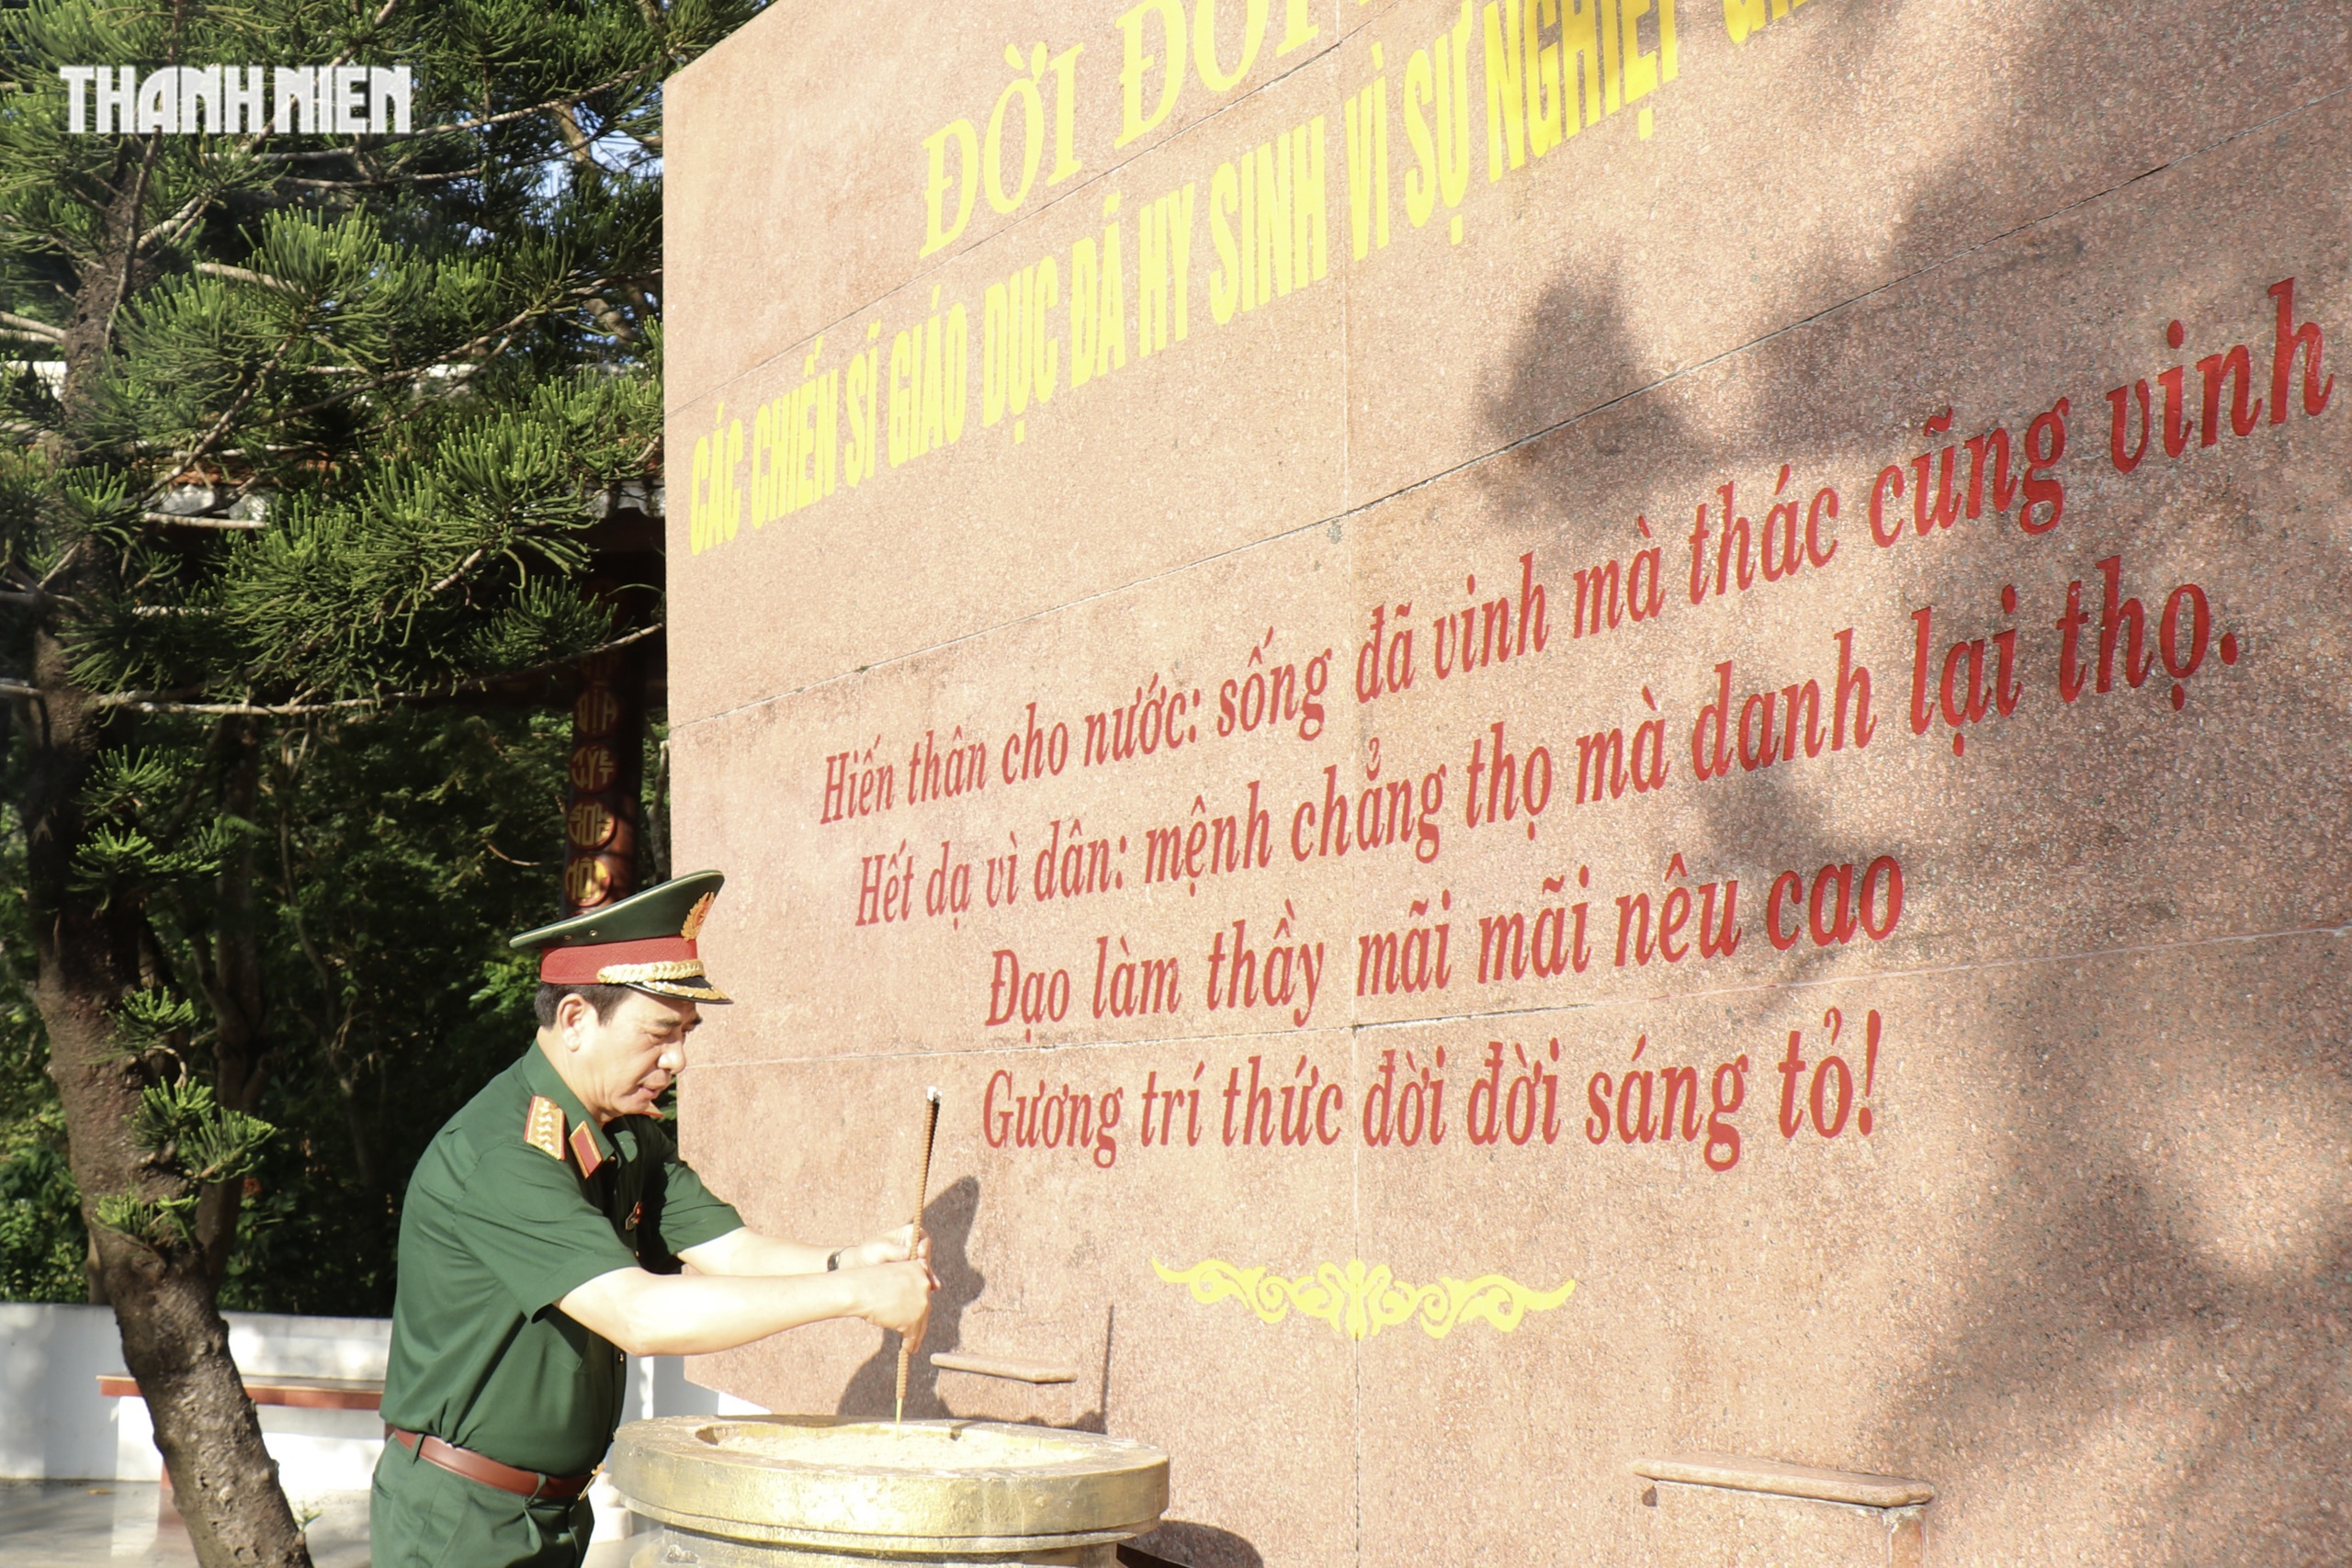 THANH NIÊN
ĐỜI ĐỜI
CÁC CHIẾN SĨ GIÁO DỤC ĐÃ HY SINH VÌ SỰ NGHIỆP
Hiến thân cho nước: sống đã vinh mà thác cũng vinh
Hết dạ vì dân: mệnh chẳng thọ mà danh lại thọ.
Đạo làm thầy mãi mãi nêu cao
Gương trí thức đời đời sáng tỏ!